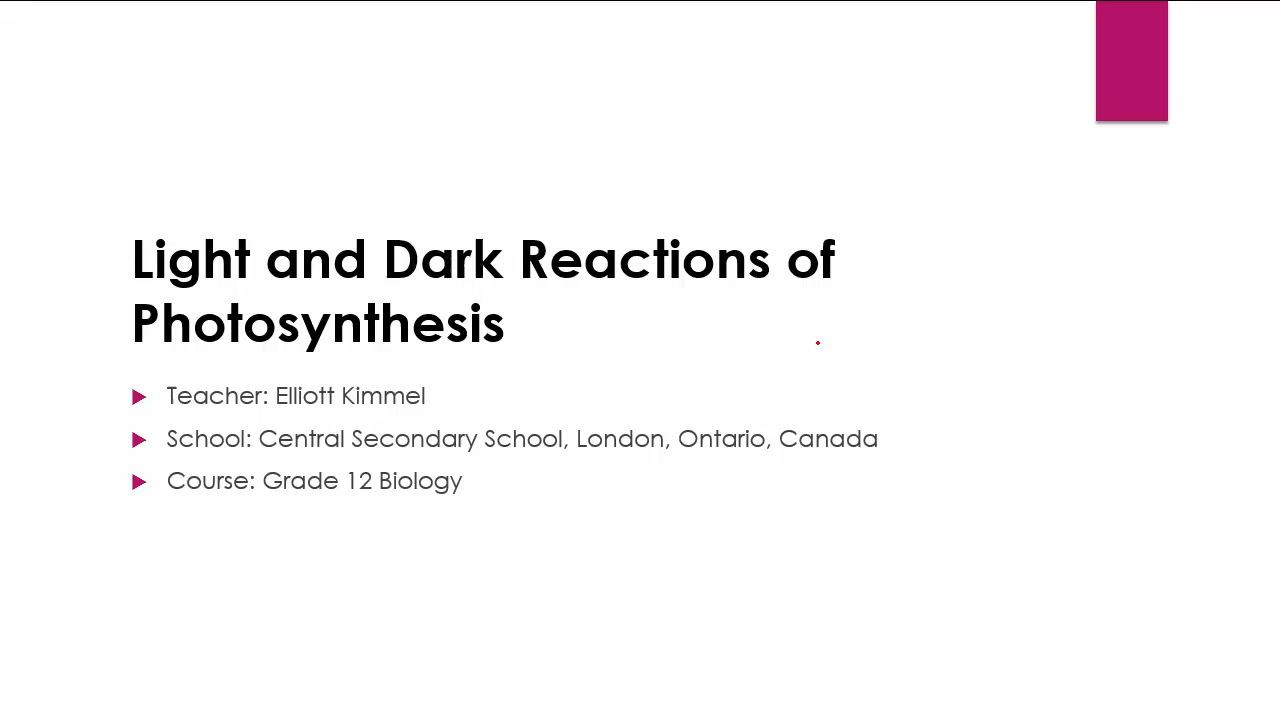 Light and Dark Reactions of
Photosynthesis
Teacher: Elliott Kimmel
School: Central Secondary School, London, Ontario, Canada
Course: Grade 12 Biology